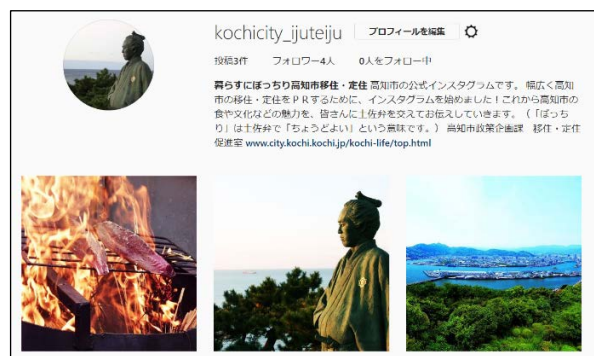 kochicity_ijuteiju プロフィールを編集
投稿3件 フォロワー4人 0人をフォロー中
暮らすにぼっちり高知市移住・定住 高知市の公式インスタグラムです。 幅広く高知
市の移住・定住をＰＲするために、インスタグラムを始めました！これから高知市の
食や文化などの魅力を、皆さんに土佐弁を交えてお伝えしていきます。（「ぼっち
り」は土佐弁で「ちょうどよい」という意味です。） 高知市政策企画課　移住・定住
促進室 www.city.kochi.kochi.jp/kochi-life/top.html